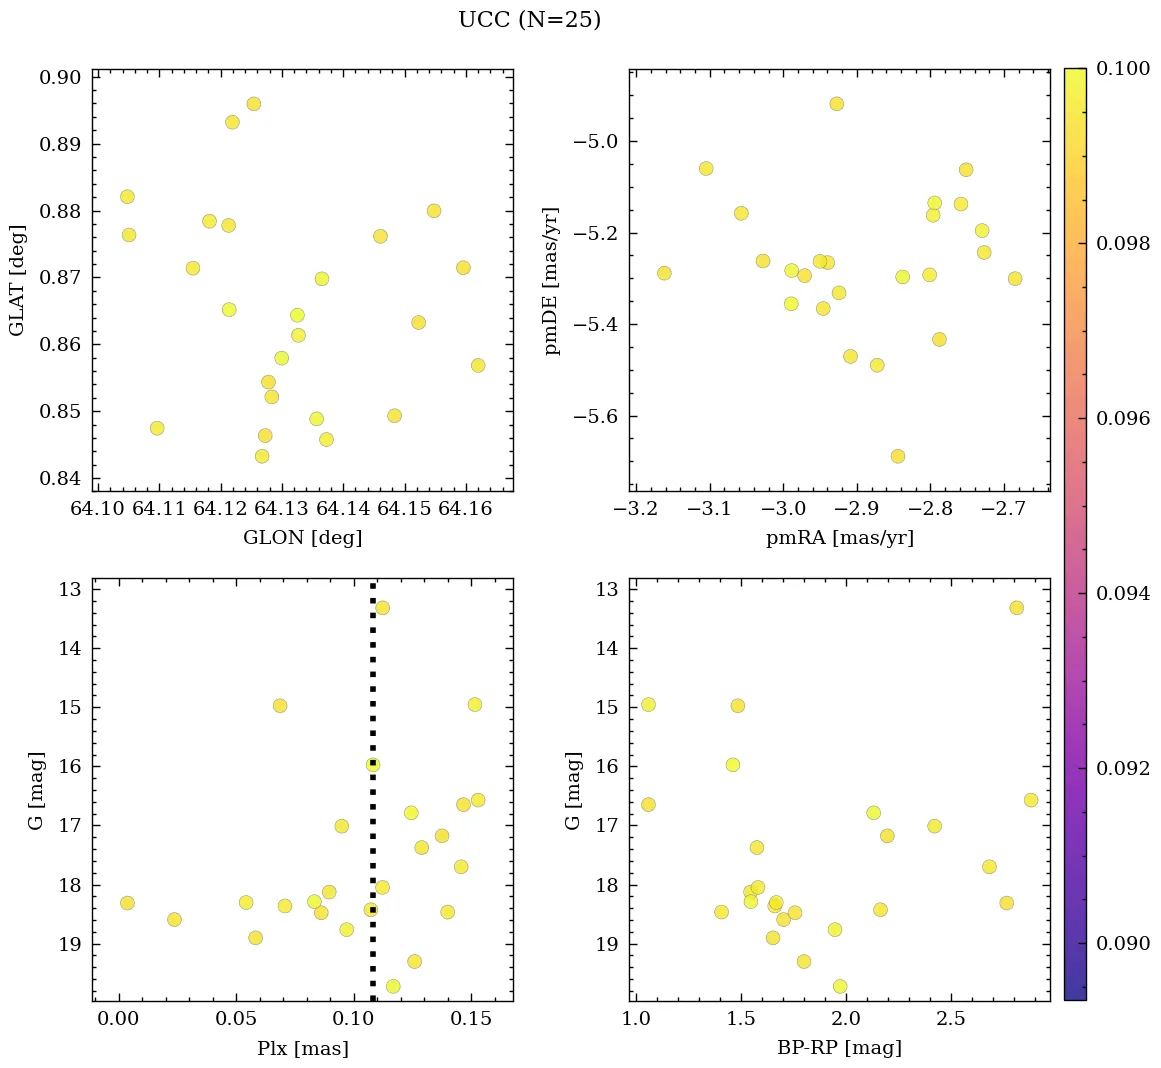 UCC (N=25)
0.90
0.89
0.88
0.87
0.86
0.85
0.84
GLAT [deg]
64.10 64.11 64.12 64.13 64.14 64.15 64.16
GLON [deg]
−5.0
−5.2
−5.4
−5.6
pmDE [mas/yr]
−3.2 −3.1 −3.0 −2.9 −2.8 −2.7
pmRA [mas/yr]
13
14
15
16
17
18
19
G [mag]
0.00 0.05 0.10 0.15
Plx [mas]
13
14
15
16
17
18
19
G [mag]
1.0 1.5 2.0 2.5
BP-RP [mag]
0.100
0.098
0.096
0.094
0.092
0.090